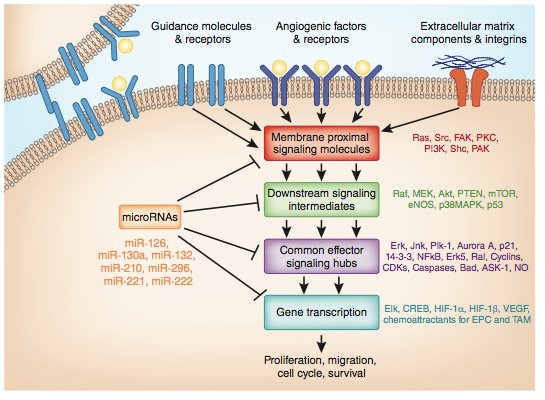 Guidance molecules
& receptors
Angiogenic factors
& receptors
Extracellular matrix
components & integrins
Membrane proximal
signaling molecules
Ras, Src, FAK, PKC,
PI3K, Shc, PAK
Downstream signaling
intermediates
Raf, MEK, Akt, PTEN, mTOR,
eNOS, p38MAPK, p53
microRNAs
miR-126,
miR-130a, miR-132,
miR-210, miR-296,
miR-221, miR-222
Common effector
signaling hubs
Erk, Jnk, Plk-1, Aurora A, p21,
14-3-3, NFkB, Erk5, Ral, Cyclins,
CDKs, Caspases, Bad, ASK-1, NO
Gene transcription
Elk, CREB, HIF-1α, HIF-1β, VEGF,
chemoattractants for EPC and TAM
Proliferation, migration,
cell cycle, survival